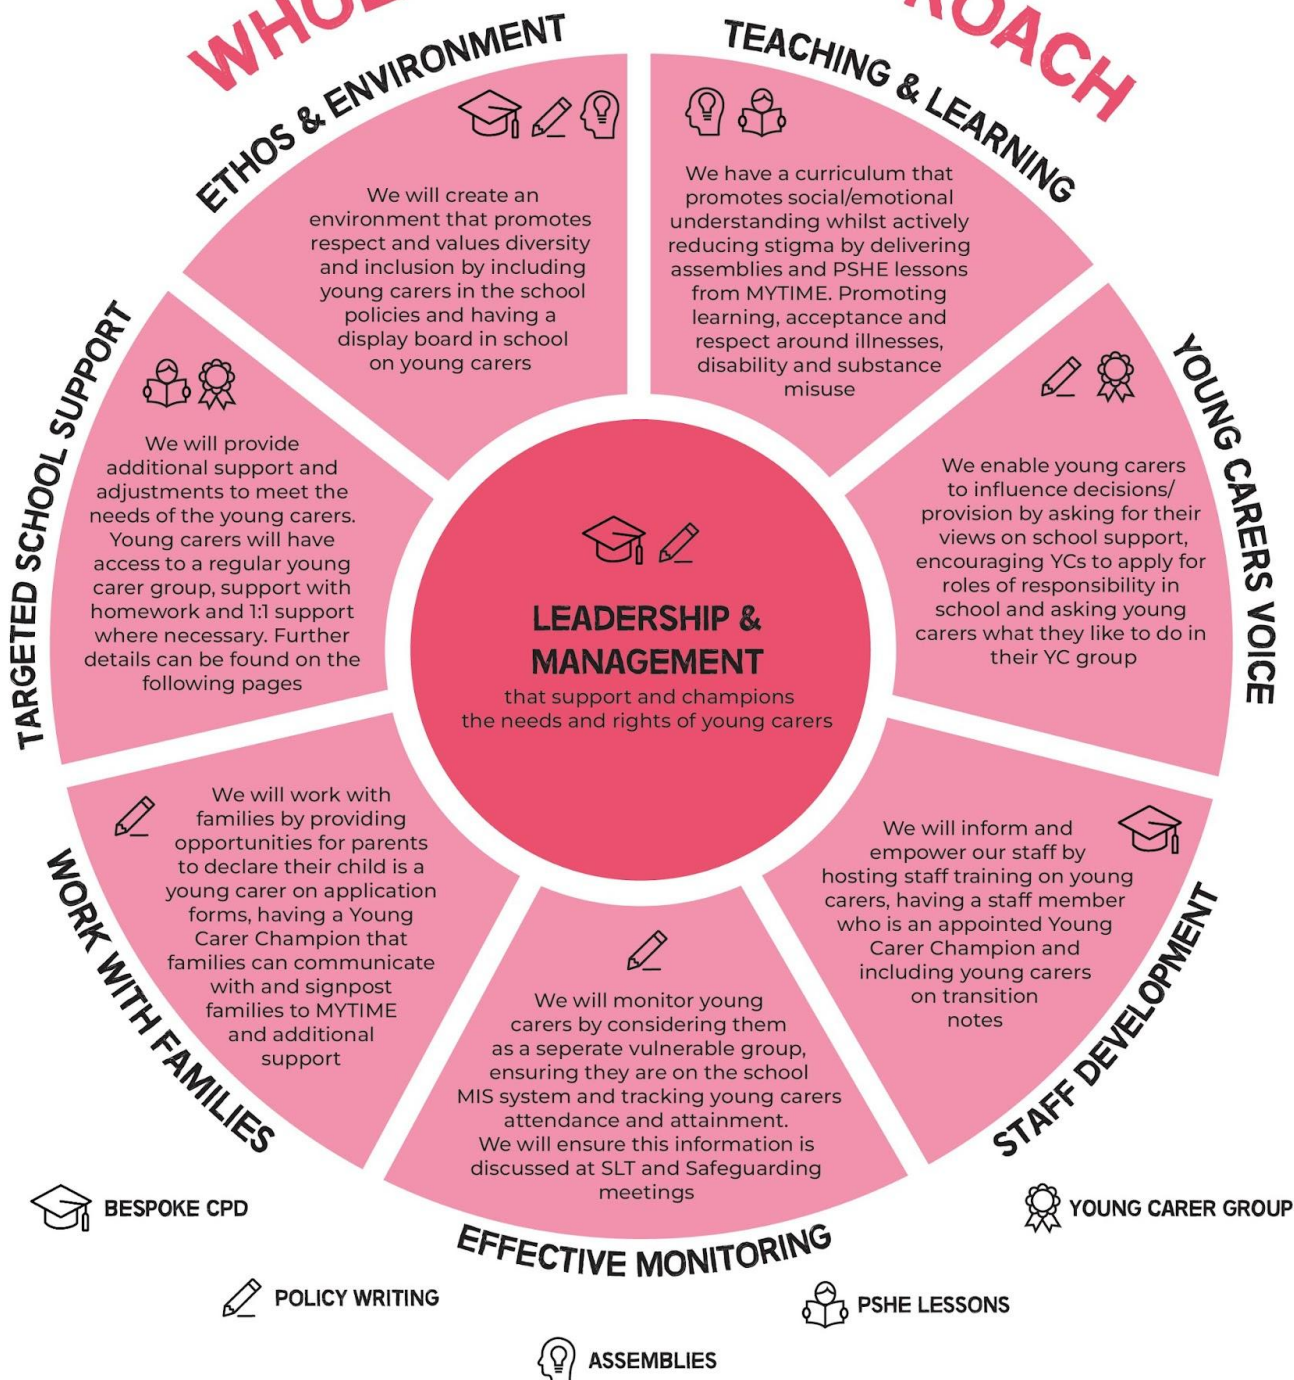 ETHOS & ENVIRONMENT
We will create an
environment that promotes
respect and values diversity
and inclusion by including
young carers in the school
policies and having a
display board in school
on young carers
TEACHING & LEARNING
We have a curriculum that
promotes social/emotional
understanding whilst actively
reducing stigma by delivering
assemblies and PSHE lessons
from MYTIME. Promoting
learning, acceptance and
respect around illnesses,
disability and substance
misuse
YOUNG CARERS VOICE
We enable young carers
to influence decisions/
provision by asking for their
views on school support,
encouraging YCs to apply for
roles of responsibility in
school and asking young
carers what they like to do in
their YC group
STAFF DEVELOPMENT
We will inform and
empower our staff by
hosting staff training on young
carers, having a staff member
who is an appointed Young
Carer Champion and
including young carers
on transition
notes
EFFECTIVE MONITORING
We will monitor young
carers by considering them
as a seperate vulnerable group,
ensuring they are on the school
MIS system and tracking young carers
attendance and attainment.
We will ensure this information is
discussed at SLT and Safeguarding
meetings
WORK WITH FAMILIES
We will work with
families by providing
opportunities for parents
to declare their child is a
young carer on application
forms, having a Young
Carer Champion that
families can communicate
with and signpost
families to MYTIME
and additional
support
TARGETED SCHOOL SUPPORT
We will provide
additional support and
adjustments to meet the
needs of the young carers.
Young carers will have
access to a regular young
carer group, support with
homework and 1:1 support
where necessary. Further
details can be found on the
following pages
LEADERSHIP &
MANAGEMENT
that support and champions
the needs and rights of young carers
BESPOKE CPD
POLICY WRITING
ASSEMBLIES
PSHE LESSONS
YOUNG CARER GROUP